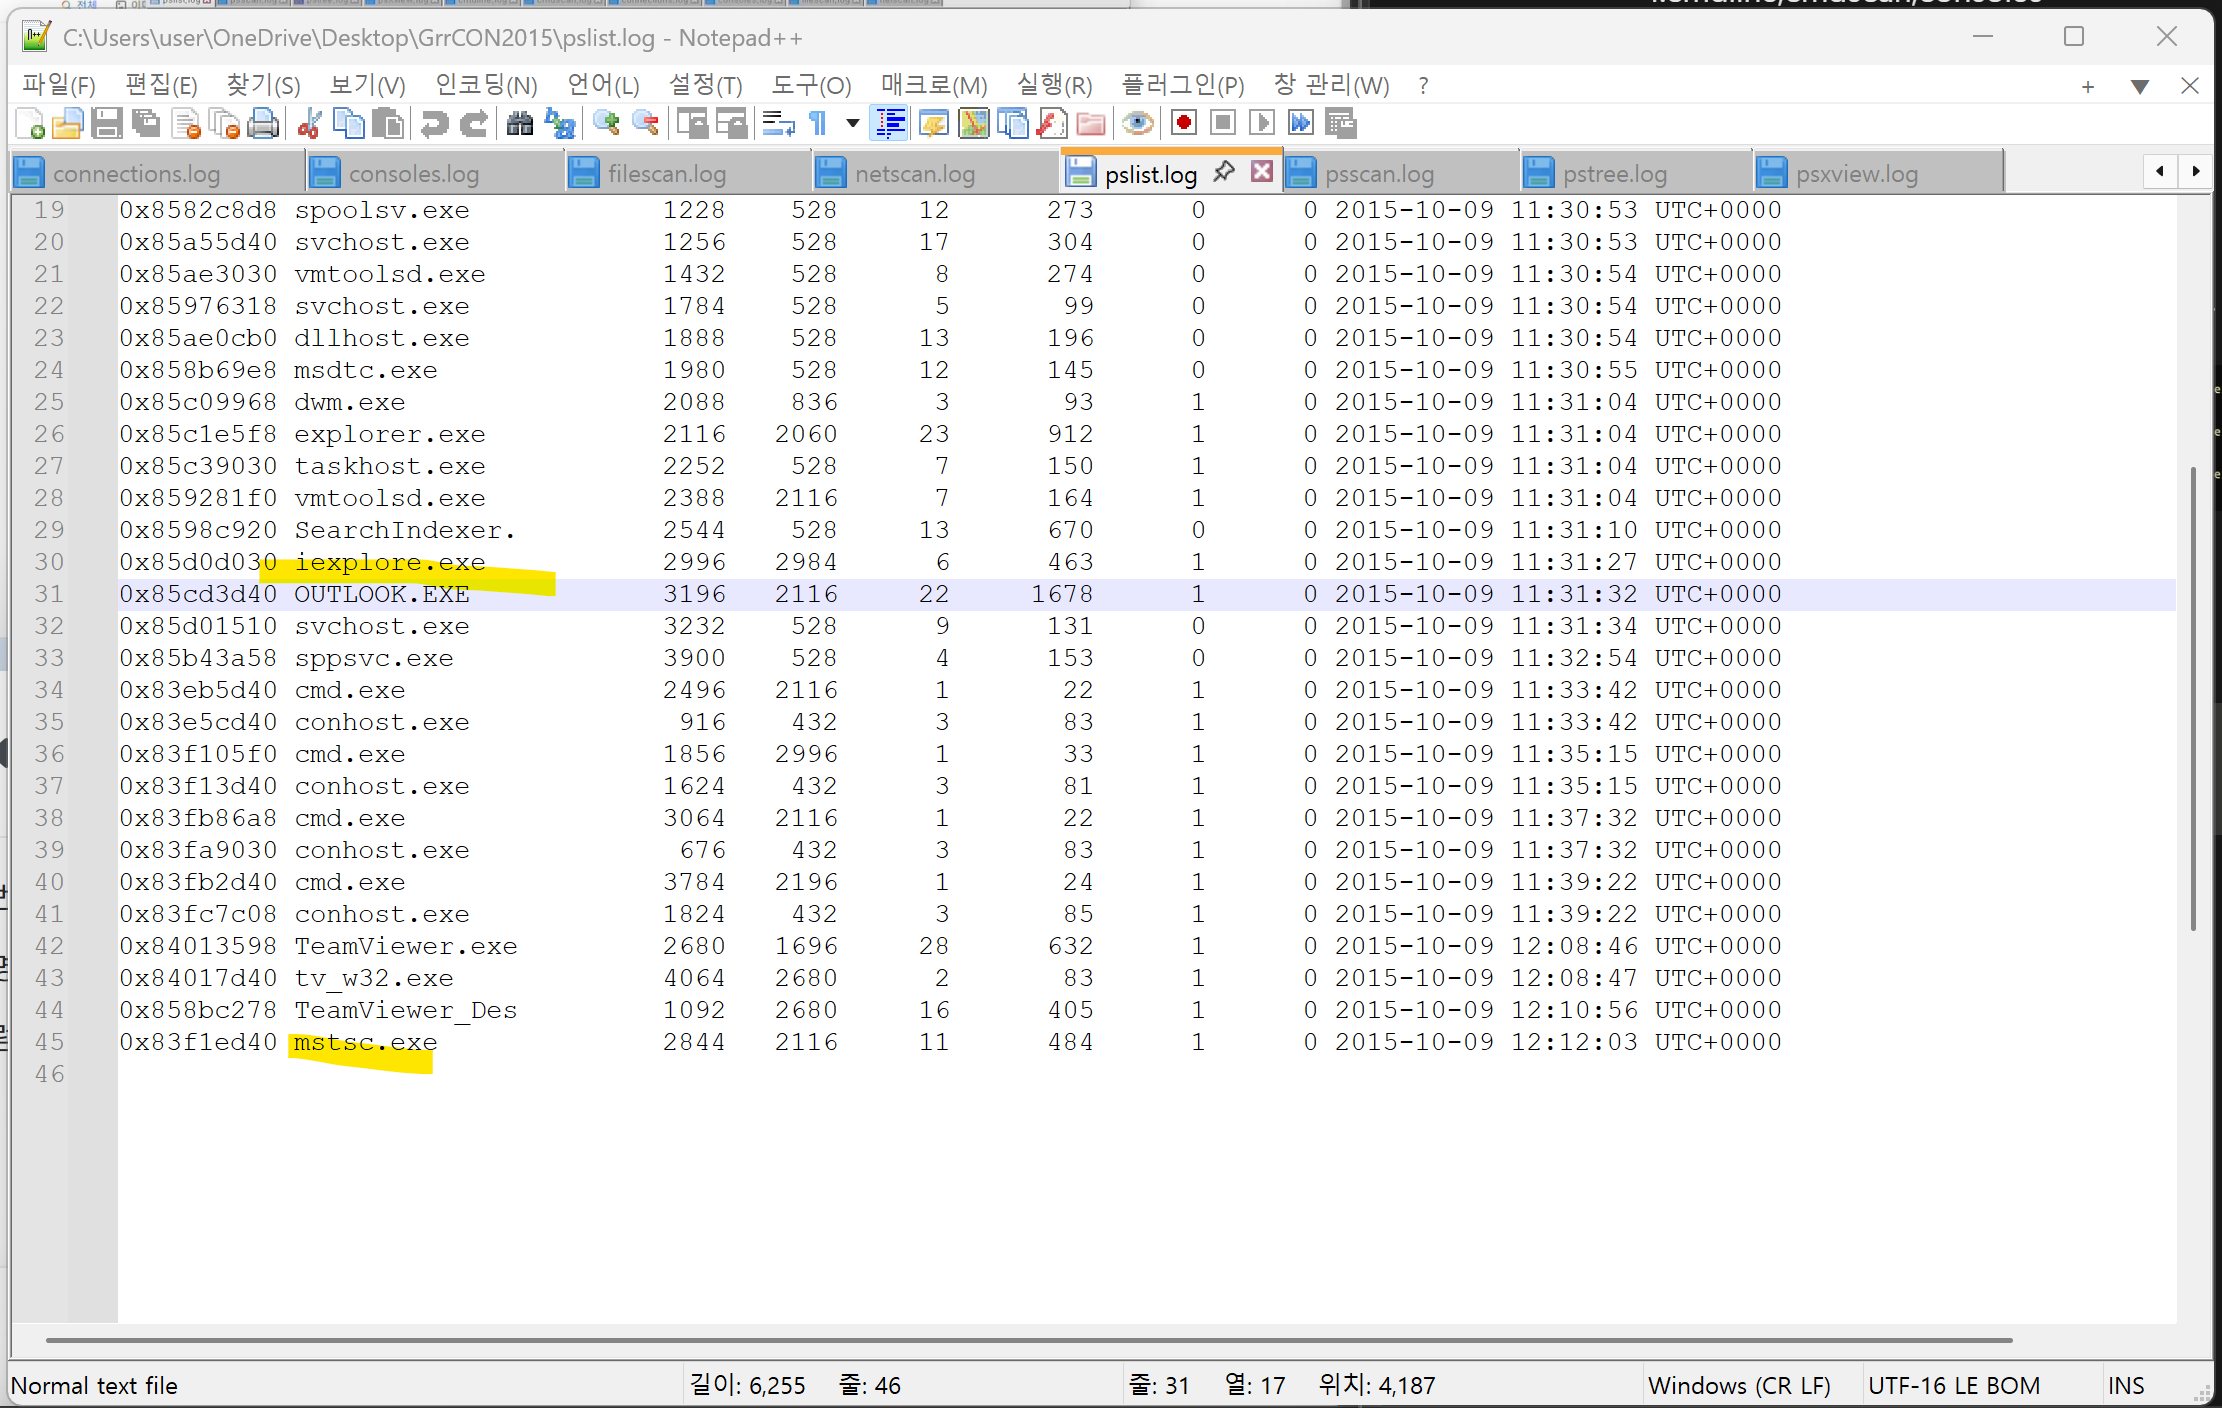 C:\Users\user\OneDrive\Desktop\GrrCON2015\pslist.log - Notepad++
파일(F) 편집(E) 찾기(S) 보기(V) 인코딩(N) 언어(L) 설정(T) 도구(O) 매크로(M) 실행(R) 플러그인(P) 창 관리(W) ?
connections.log consoles.log filescan.log netscan.log pslist.log psscan.log pstree.log psxview.log
19 0x8582c8d8 spoolsv.exe 1228 528 12 273 0 0 2015-10-09 11:30:53 UTC+0000
20 0x85a55d40 svchost.exe 1256 528 17 304 0 0 2015-10-09 11:30:53 UTC+0000
21 0x85ae3030 vmtoolsd.exe 1432 528 8 274 0 0 2015-10-09 11:30:54 UTC+0000
22 0x85976318 svchost.exe 1784 528 5 99 0 0 2015-10-09 11:30:54 UTC+0000
23 0x85ae0cb0 dllhost.exe 1888 528 13 196 0 0 2015-10-09 11:30:54 UTC+0000
24 0x858b69e8 msdtc.exe 1980 528 12 145 0 0 2015-10-09 11:30:55 UTC+0000
25 0x85c09968 dwm.exe 2088 836 3 93 1 0 2015-10-09 11:31:04 UTC+0000
26 0x85c1e5f8 explorer.exe 2116 2060 23 912 1 0 2015-10-09 11:31:04 UTC+0000
27 0x85c39030 taskhost.exe 2252 528 7 150 1 0 2015-10-09 11:31:04 UTC+0000
28 0x859281f0 vmtoolsd.exe 2388 2116 7 164 1 0 2015-10-09 11:31:04 UTC+0000
29 0x8598c920 SearchIndexer. 2544 528 13 670 0 0 2015-10-09 11:31:10 UTC+0000
30 0x85d0d030 iexplore.exe 2996 2984 6 463 1 0 2015-10-09 11:31:27 UTC+0000
31 0x85cd3d40 OUTLOOK.EXE 3196 2116 22 1678 1 0 2015-10-09 11:31:32 UTC+0000
32 0x85d01510 svchost.exe 3232 528 9 131 0 0 2015-10-09 11:31:34 UTC+0000
33 0x85b43a58 sppsvc.exe 3900 528 4 153 0 0 2015-10-09 11:32:54 UTC+0000
34 0x83eb5d40 cmd.exe 2496 2116 1 22 1 0 2015-10-09 11:33:42 UTC+0000
35 0x83e5cd40 conhost.exe 916 432 3 83 1 0 2015-10-09 11:33:42 UTC+0000
36 0x83f105f0 cmd.exe 1856 2996 1 33 1 0 2015-10-09 11:35:15 UTC+0000
37 0x83f13d40 conhost.exe 1624 432 3 81 1 0 2015-10-09 11:35:15 UTC+0000
38 0x83fb86a8 cmd.exe 3064 2116 1 22 1 0 2015-10-09 11:37:32 UTC+0000
39 0x83fa9030 conhost.exe 676 432 3 83 1 0 2015-10-09 11:37:32 UTC+0000
40 0x83fb2d40 cmd.exe 3784 2196 1 24 1 0 2015-10-09 11:39:22 UTC+0000
41 0x83fc7c08 conhost.exe 1824 432 3 85 1 0 2015-10-09 11:39:22 UTC+0000
42 0x84013598 TeamViewer.exe 2680 1696 28 632 1 0 2015-10-09 12:08:46 UTC+0000
43 0x84017d40 tv_w32.exe 4064 2680 2 83 1 0 2015-10-09 12:08:47 UTC+0000
44 0x858bc278 TeamViewer_Des 1092 2680 16 405 1 0 2015-10-09 12:10:56 UTC+0000
45 0x83f1ed40 mstsc.exe 2844 2116 11 484 1 0 2015-10-09 12:12:03 UTC+0000
46
Normal text file 길이: 6,255 줄: 46 줄: 31 열: 17 위치: 4,187 Windows (CR LF) UTF-16 LE BOM INS